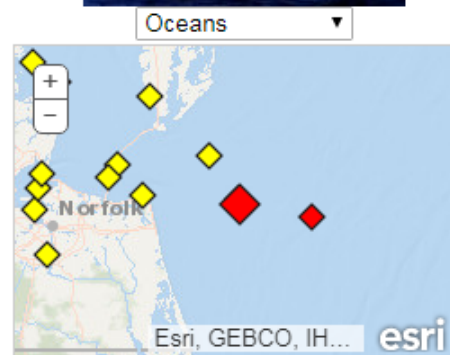 Oceans
+
−
Norfolk
Esri, GEBCO, IH...
esri